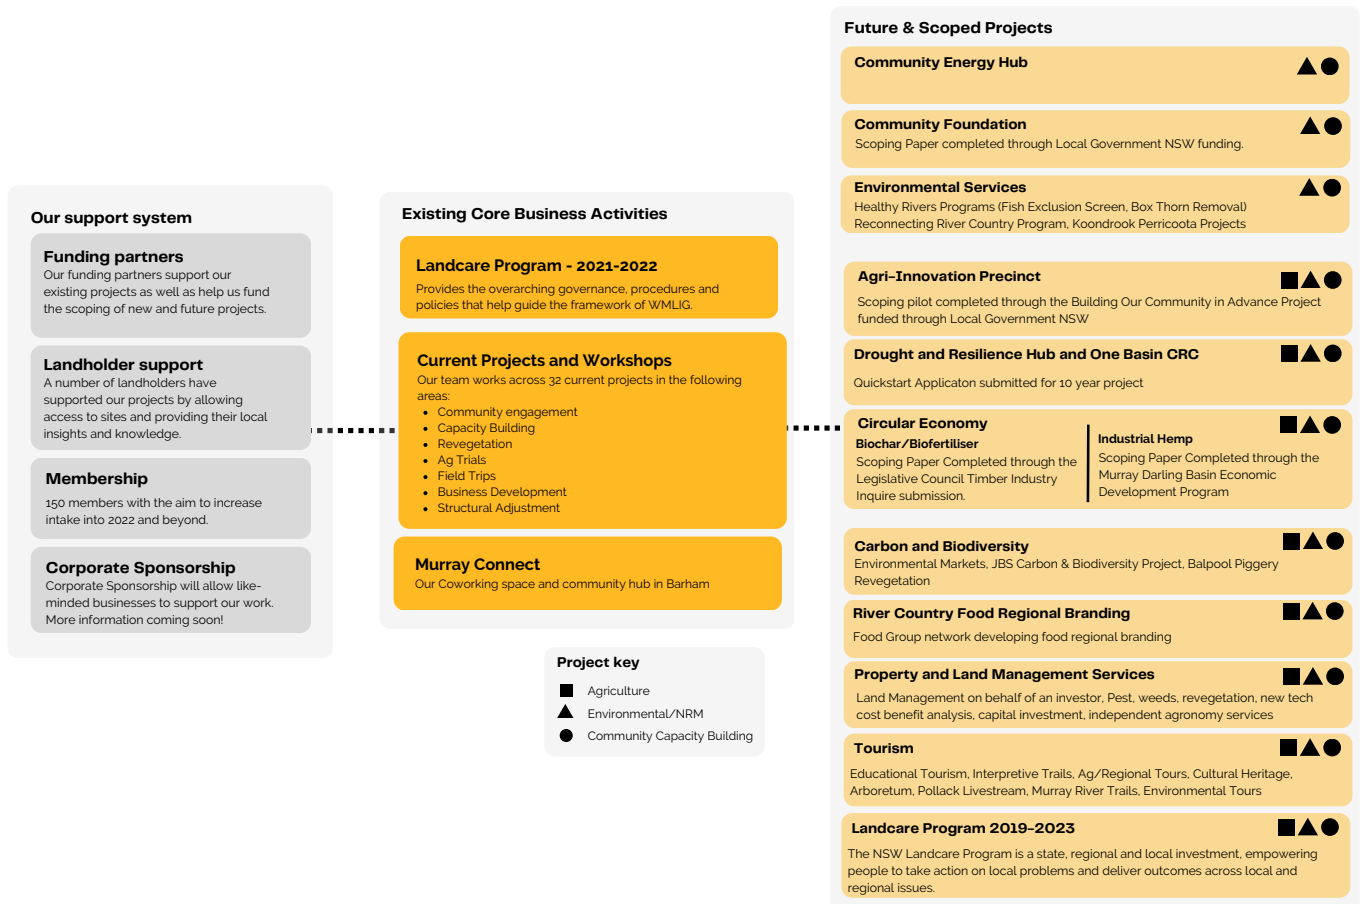 Our support system
Funding partners
Our funding partners support our
existing projects as well as help us fund
the scoping of new and future projects.
Landholder support
A number of landholders have
supported our projects by allowing
access to sites and providing their local
insights and knowledge.
Membership
150 members with the aim to increase
intake into 2022 and beyond.
Corporate Sponsorship
Corporate Sponsorship will allow like-
minded businesses to support our work.
More information coming soon!
Existing Core Business Activities
Landcare Program - 2021-2022
Provides the overarching governance, procedures and
policies that help guide the framework of WMLIG.
Current Projects and Workshops
Our team works across 32 current projects in the following
areas:
• Community engagement
• Capacity Building
• Revegetation
• Ag Trials
• Field Trips
• Business Development
• Structural Adjustment
Murray Connect
Our Coworking space and community hub in Barham
Project key
Agriculture
Environmental/NRM
Community Capacity Building
Future & Scoped Projects
Community Energy Hub
Community Foundation
Scoping Paper completed through Local Government NSW funding.
Environmental Services
Healthy Rivers Programs (Fish Exclusion Screen, Box Thorn Removal)
Reconnecting River Country Program, Koondrook Perricoota Projects
Agri-Innovation Precinct
Scoping pilot completed through the Building Our Community in Advance Project
funded through Local Government NSW
Drought and Resilience Hub and One Basin CRC
Quickstart Applicaton submitted for 10 year project
Circular Economy
Biochar/Biofertiliser
Scoping Paper Completed through the
Legislative Council Timber Industry
Inquire submission.
Industrial Hemp
Scoping Paper Completed through the
Murray Darling Basin Economic
Development Program
Carbon and Biodiversity
Environmental Markets, JBS Carbon & Biodiversity Project, Balpool Piggery
Revegetation
River Country Food Regional Branding
Food Group network developing food regional branding
Property and Land Management Services
Land Management on behalf of an investor, Pest, weeds, revegetation, new tech
cost benefit analysis, capital investment, independent agronomy services
Tourism
Educational Tourism, Interpretive Trails, Ag/Regional Tours, Cultural Heritage,
Arboretum, Pollack Livestream, Murray River Trails, Environmental Tours
Landcare Program 2019-2023
The NSW Landcare Program is a state, regional and local investment, empowering
people to take action on local problems and deliver outcomes across local and
regional issues.